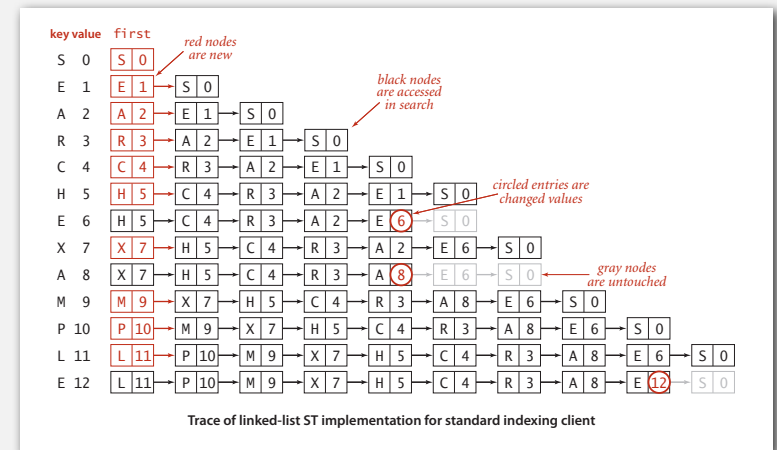 key value first
S 0 S 0
red nodes
are new
E 1 E 1 S 0
black nodes
are accessed
in search
A 2 A 2 E 1 S 0
R 3 R 3 A 2 E 1 S 0
C 4 C 4 R 3 A 2 E 1 S 0
H 5 H 5 C 4 R 3 A 2 E 1 S 0
circled entries are
changed values
E 6 H 5 C 4 R 3 A 2 E 6 S 0
X 7 X 7 H 5 C 4 R 3 A 2 E 6 S 0
A 8 X 7 H 5 C 4 R 3 A 8 E 6 S 0
gray nodes
are untouched
M 9 M 9 X 7 H 5 C 4 R 3 A 8 E 6 S 0
P 10 P 10 M 9 X 7 H 5 C 4 R 3 A 8 E 6 S 0
L 11 L 11 P 10 M 9 X 7 H 5 C 4 R 3 A 8 E 6 S 0
E 12 L 11 P 10 M 9 X 7 H 5 C 4 R 3 A 8 E 12 S 0
Trace of linked-list ST implementation for standard indexing client